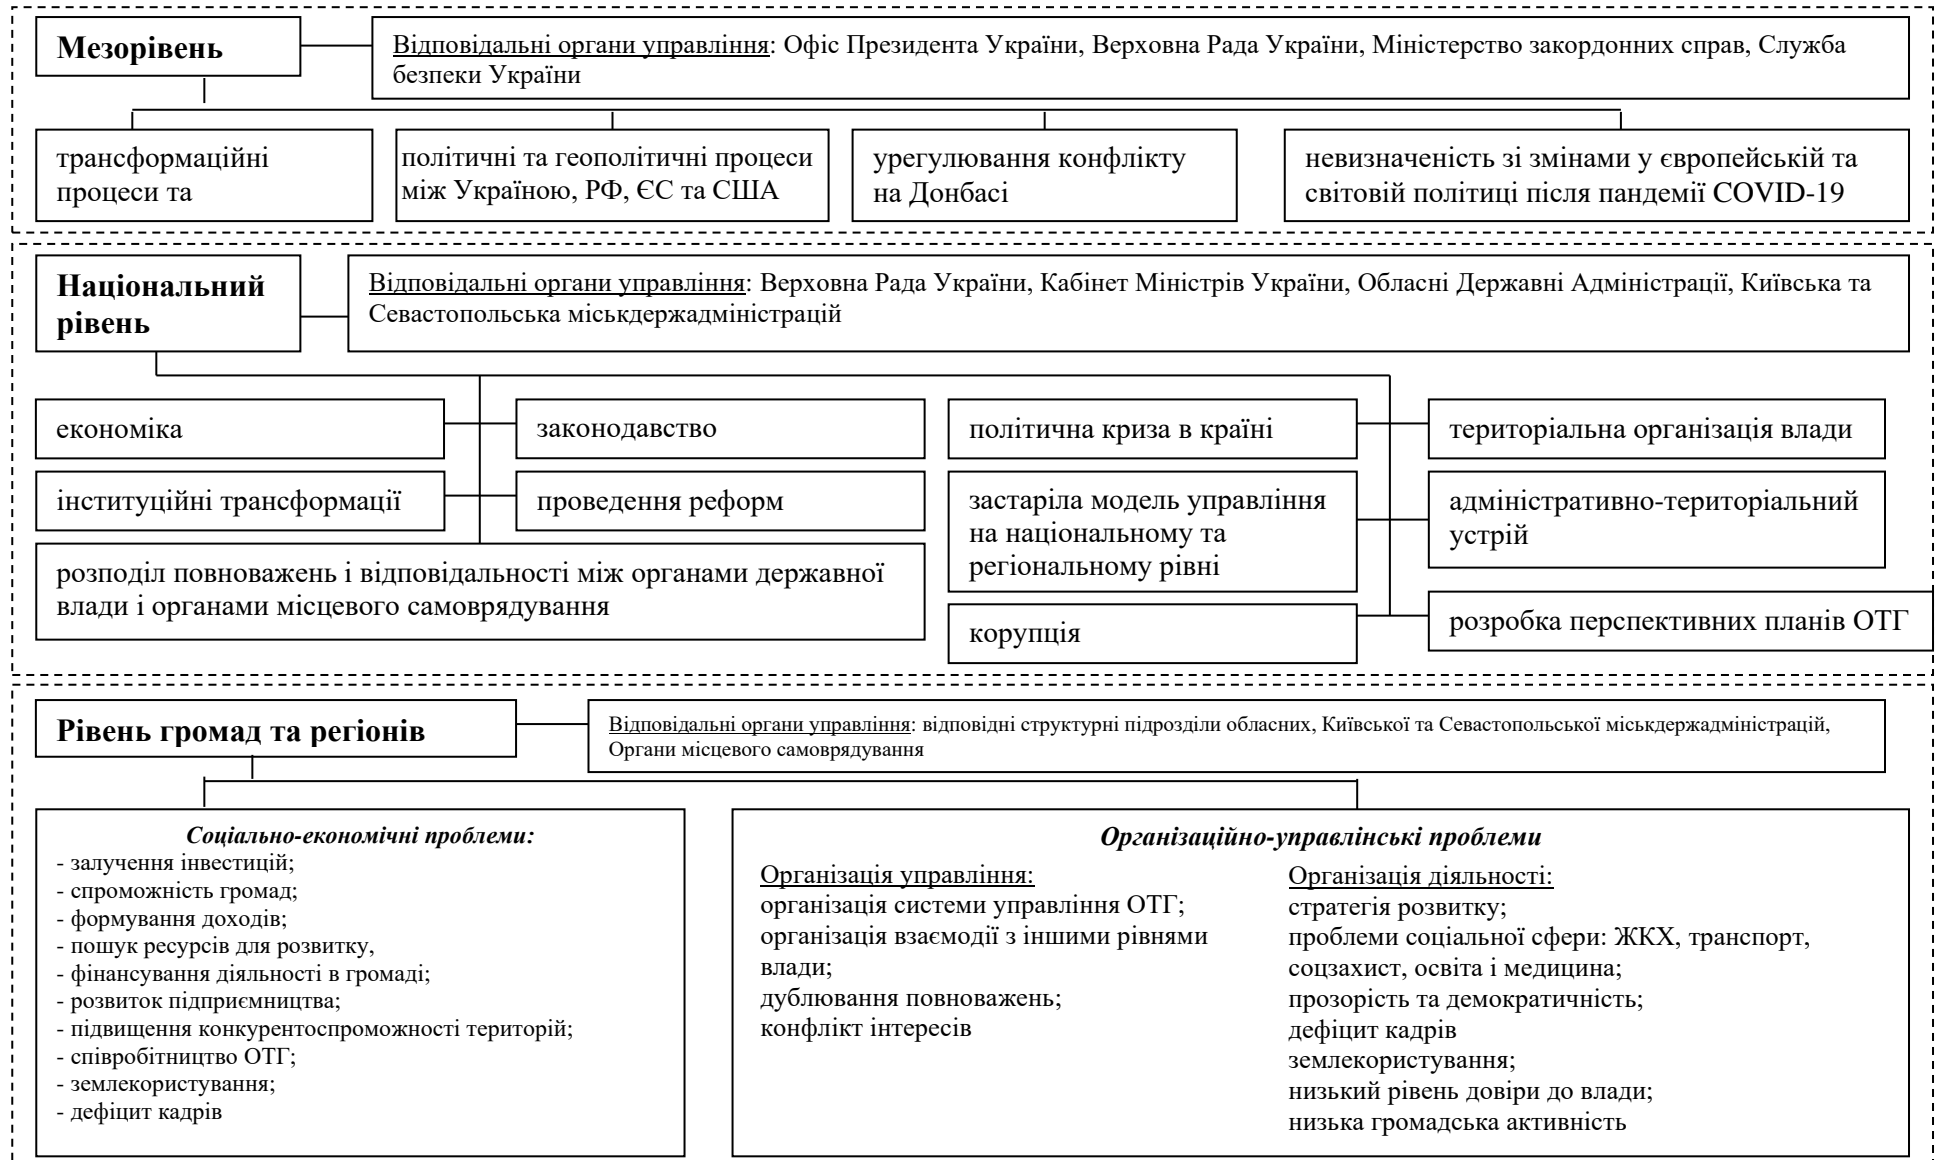 Мезорівень
Відповідальні органи управління: Офіс Президента України, Верховна Рада України, Міністерство закордонних справ, Служба
безпеки України
трансформаційні
процеси та
політичні та геополітичні процеси
між Україною, РФ, ЄС та США
урегулювання конфлікту
на Донбасі
невизначеність зі змінами у європейській та
світовій політиці після пандемії COVID-19
Національний
рівень
Відповідальні органи управління: Верховна Рада України, Кабінет Міністрів України, Обласні Державні Адміністрації, Київська та
Севастопольська міськдержадміністрацій
економіка
законодавство
політична криза в країні
територіальна організація влади
інституційні трансформації
проведення реформ
застаріла модель управління
на національному та
регіональному рівні
адміністративно-територіальний
устрій
розподіл повноважень і відповідальності між органами державної
влади і органами місцевого самоврядування
корупція
розробка перспективних планів ОТГ
Рівень громад та регіонів
Відповідальні органи управління: відповідні структурні підрозділи обласних, Київської та Севастопольської міськдержадміністрацій,
Органи місцевого самоврядування
Соціально-економічні проблеми:
- залучення інвестицій;
- спроможність громад;
- формування доходів;
- пошук ресурсів для розвитку,
- фінансування діяльності в громаді;
- розвиток підприємництва;
- підвищення конкурентоспроможності територій;
- співробітництво ОТГ;
- землекористування;
- дефіцит кадрів
Організаційно-управлінські проблеми
Організація управління:
організація системи управління ОТГ;
організація взаємодії з іншими рівнями
влади;
дублювання повноважень;
конфлікт інтересів
Організація діяльності:
стратегія розвитку;
проблеми соціальної сфери: ЖКХ, транспорт,
соцзахист, освіта і медицина;
прозорість та демократичність;
дефіцит кадрів
землекористування;
низький рівень довіри до влади;
низька громадська активність